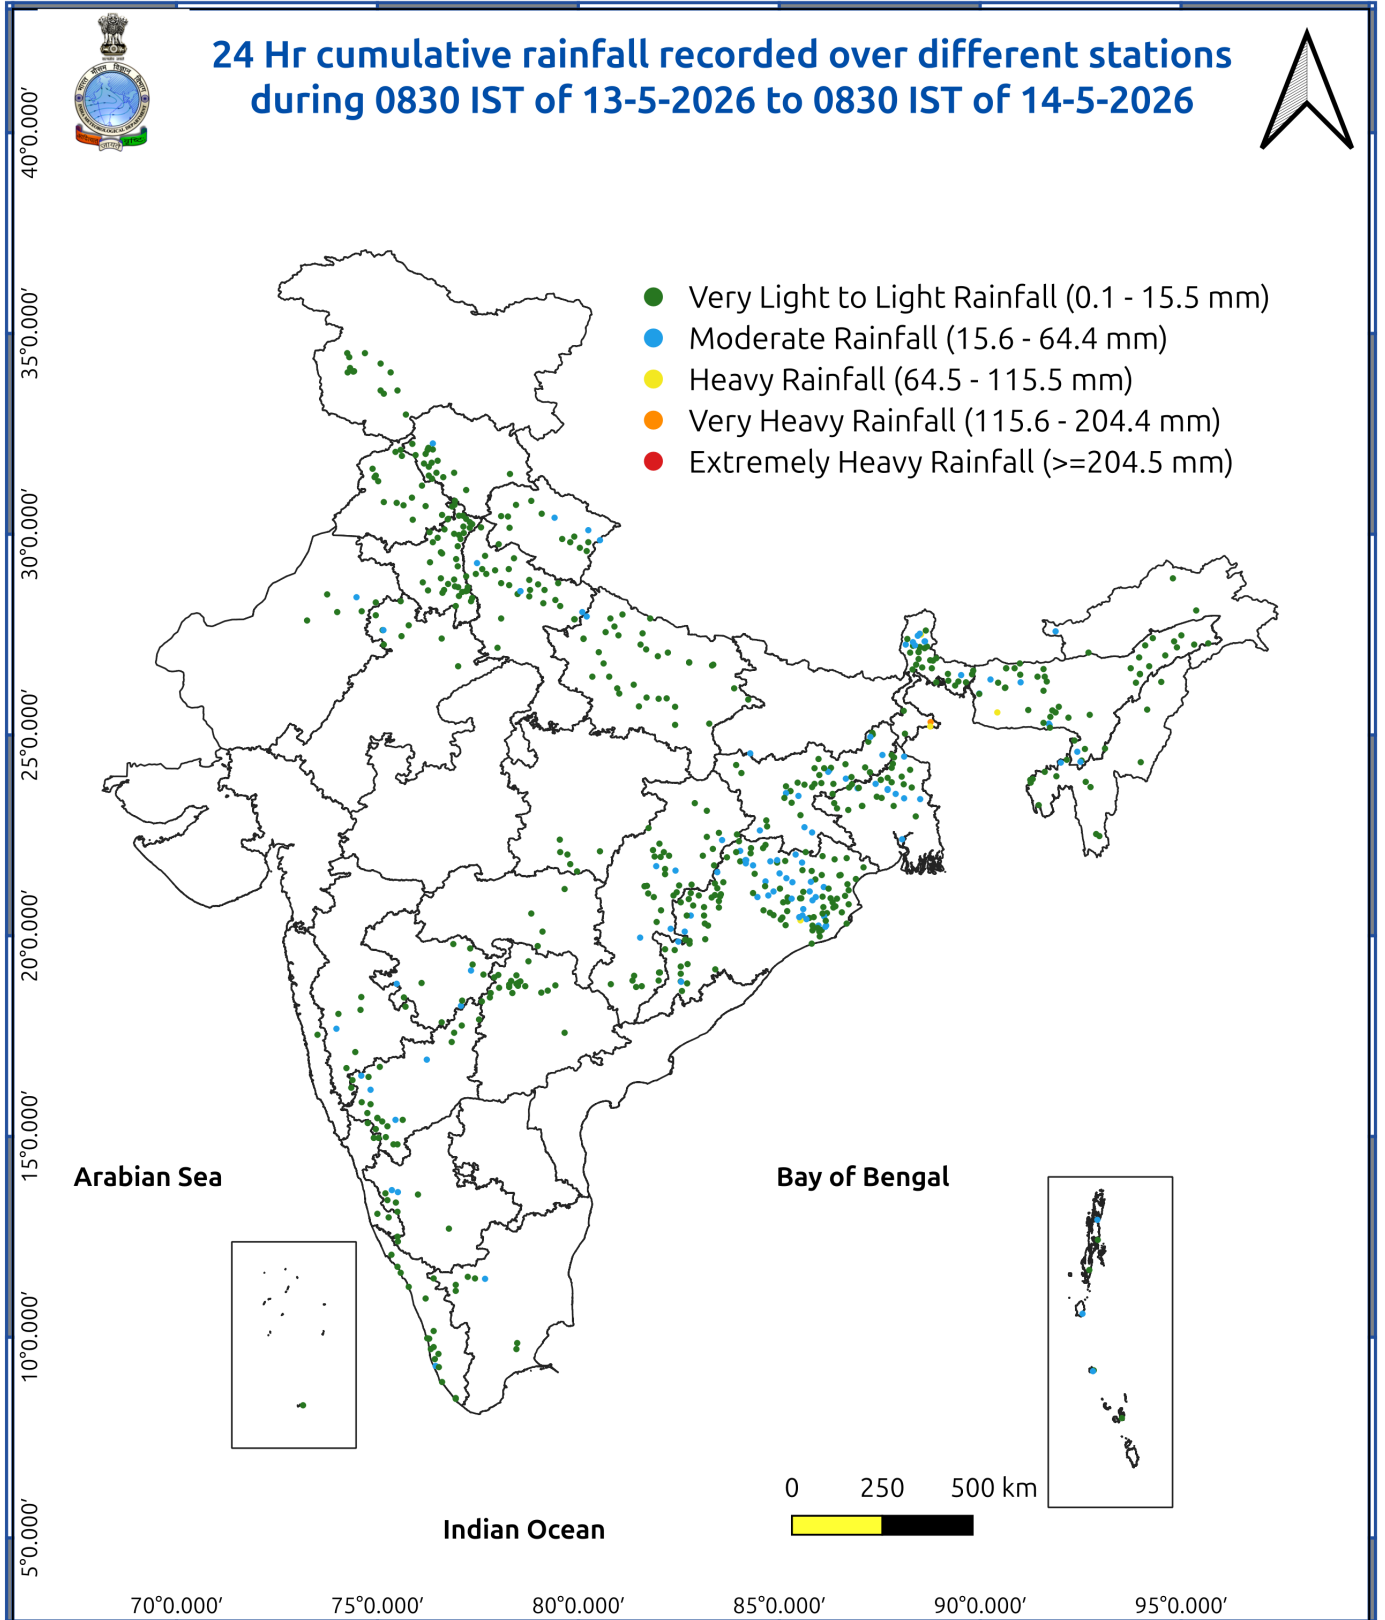 24 Hr cumulative rainfall recorded over different stations
during 0830 IST of 13-5-2026 to 0830 IST of 14-5-2026
Very Light to Light Rainfall (0.1 - 15.5 mm)
Moderate Rainfall (15.6 - 64.4 mm)
Heavy Rainfall (64.5 - 115.5 mm)
Very Heavy Rainfall (115.6 - 204.4 mm)
Extremely Heavy Rainfall (>=204.5 mm)
40°0.000′
35°0.000′
30°0.000′
25°0.000′
20°0.000′
15°0.000′
10°0.000′
5°0.000′
Arabian Sea
Bay of Bengal
Indian Ocean
0 250 500 km
70°0.000′ 75°0.000′ 80°0.000′ 85°0.000′ 90°0.000′ 95°0.000′